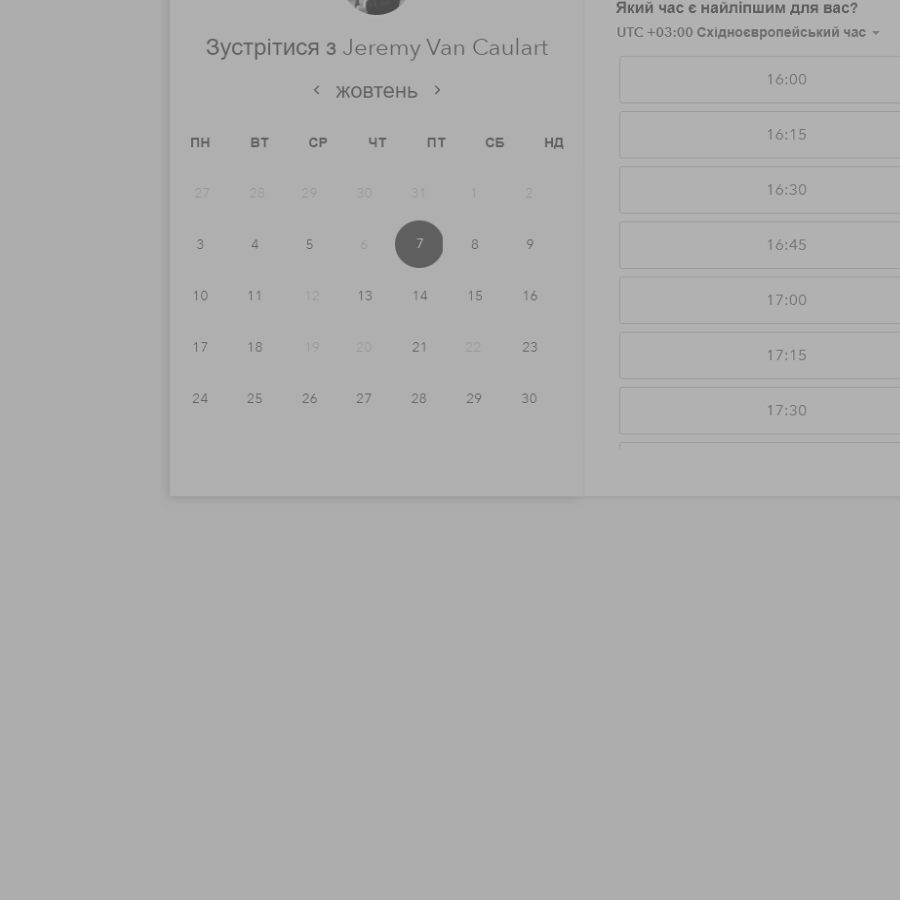 Зустрітися з Jeremy Van Caulart
жовтень
ПН ВТ СР ЧТ ПТ СБ НД
27 28 29 30 31 1 2
3 4 5 6 7 8 9
10 11 12 13 14 15 16
17 18 19 20 21 22 23
24 25 26 27 28 29 30
Який час є найліпшим для вас?
UTC +03:00 Східноєвропейський час
16:00
16:15
16:30
16:45
17:00
17:15
17:30